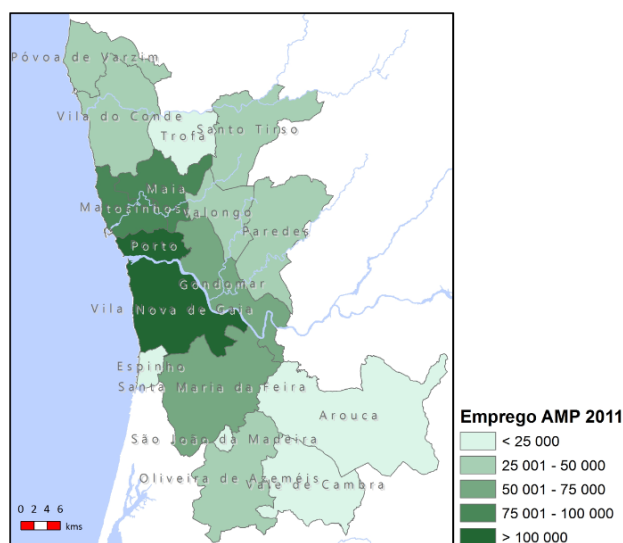 Póvoa de Varzim
Vila do Conde
Trofa
Santo Tirso
Maia
Matosinhos
Valongo
Paredes
Porto
Gondomar
Vila Nova de Gaia
Espinho
Santa Maria da Feira
Arouca
São João da Madeira
Oliveira de Azeméis
Vale de Cambra
Emprego AMP 2011
< 25 000
25 001 - 50 000
50 001 - 75 000
75 001 - 100 000
> 100 000
0 2 4 6
kms